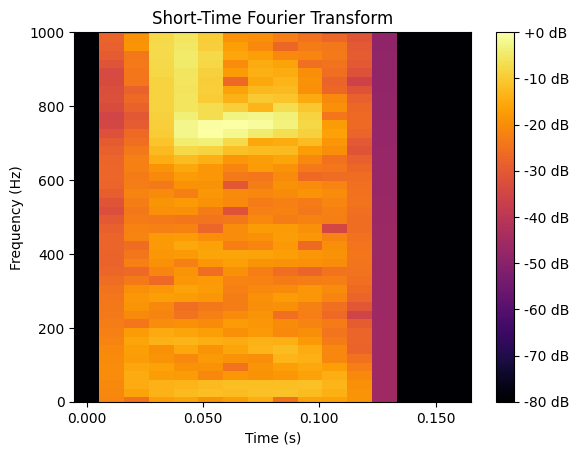 Short-Time Fourier Transform
Frequency (Hz)
1000
800
600
400
200
0
0.000
0.050
0.100
0.150
Time (s)
+0 dB
-10 dB
-20 dB
-30 dB
-40 dB
-50 dB
-60 dB
-70 dB
-80 dB